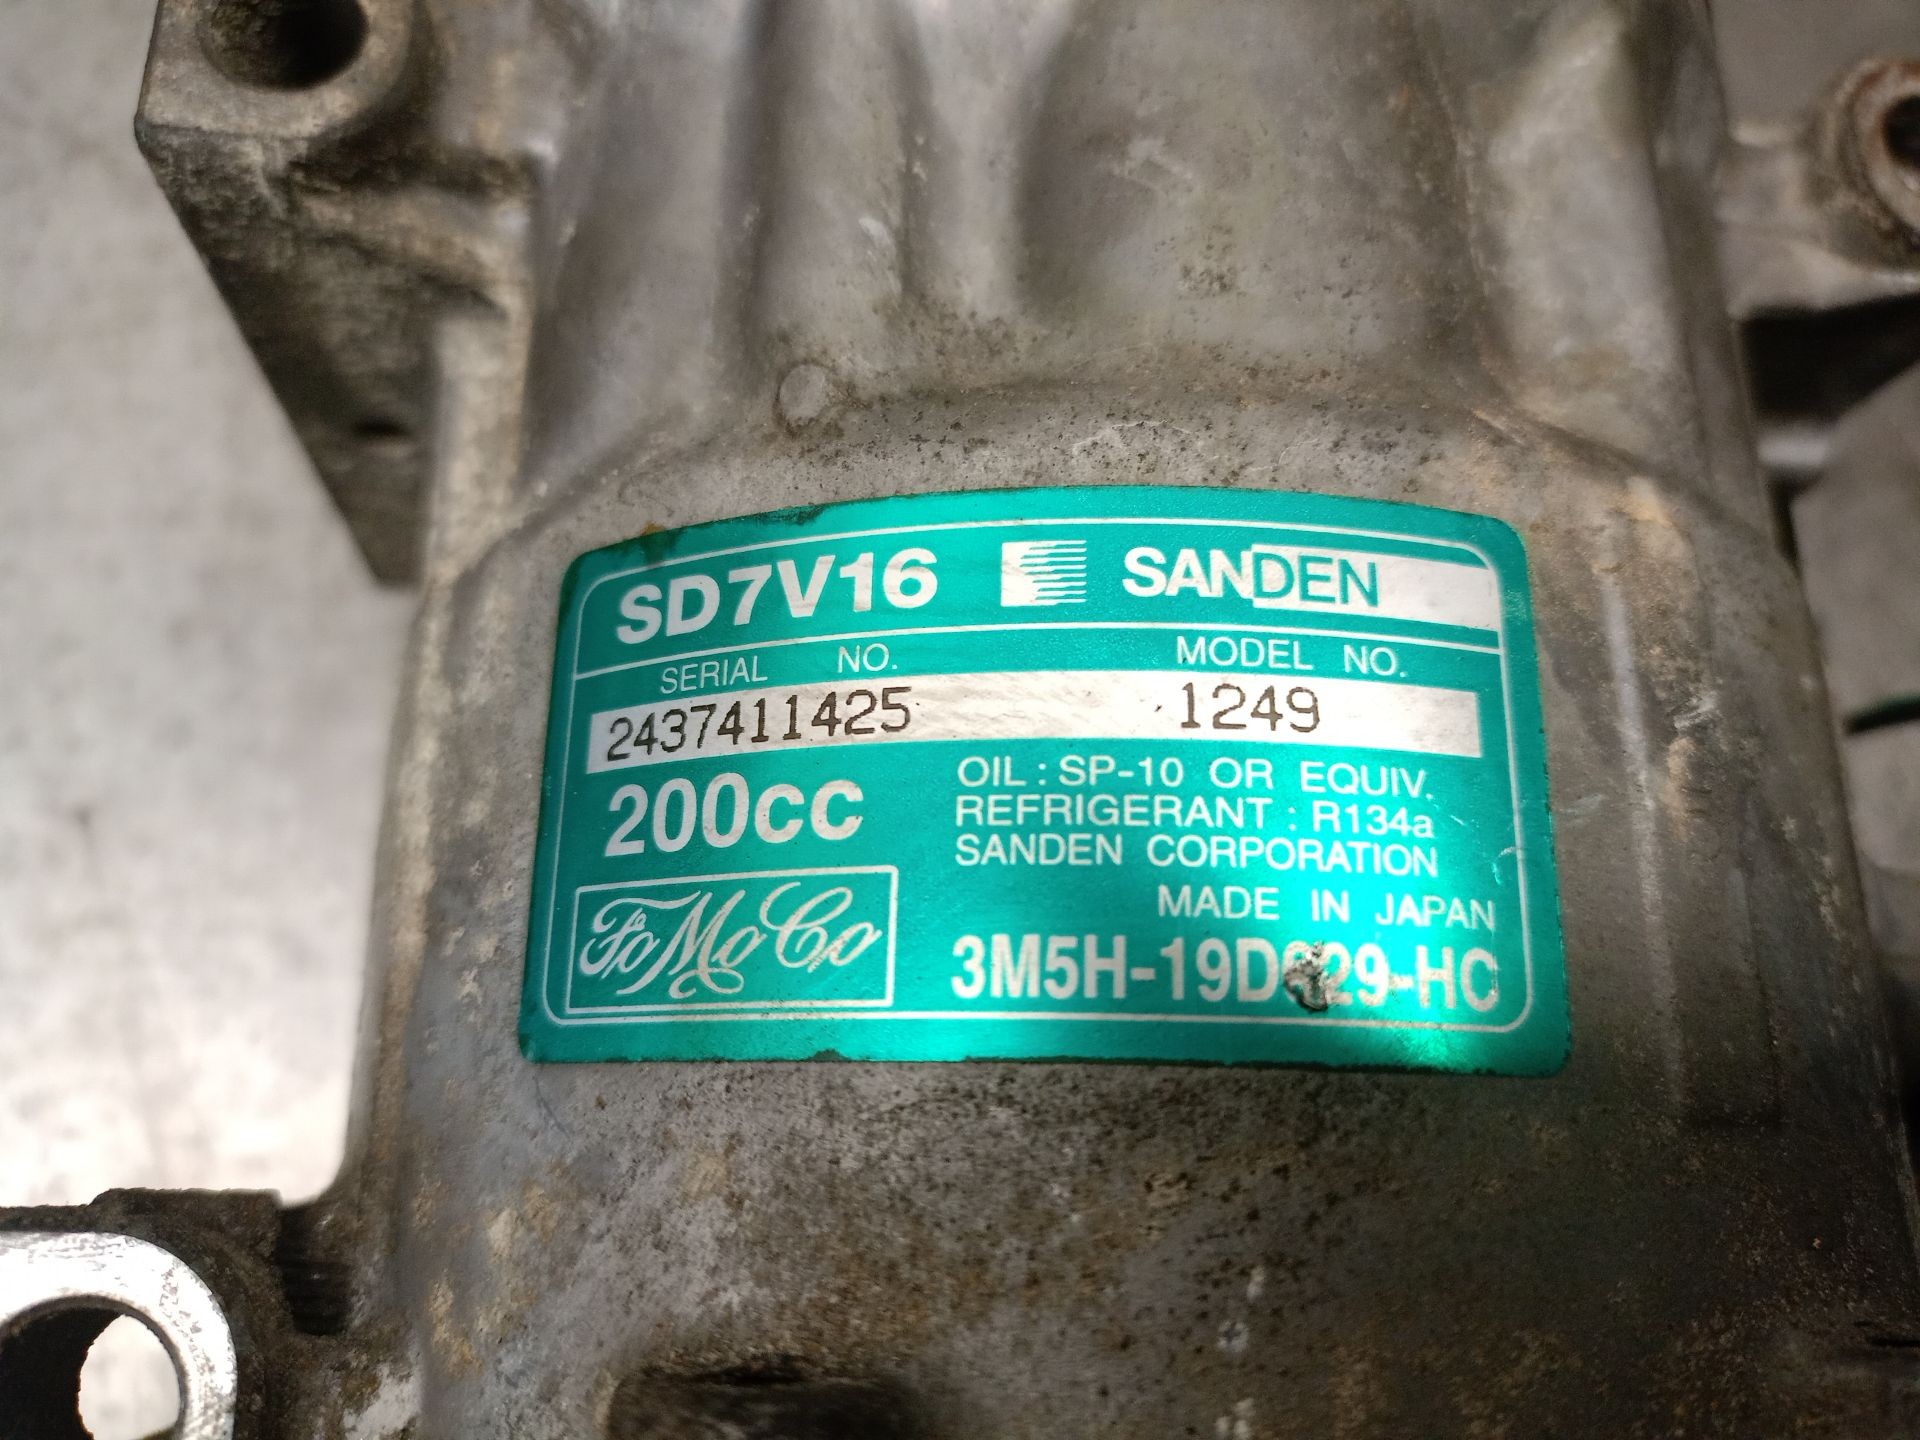 SD7V16 SANDEN
SERIAL NO. MODEL NO.
2437411425 1249
200cc
OIL : SP-10 OR EQUIV.
REFRIGERANT : R134a
SANDEN CORPORATION
MADE IN JAPAN
FoMoCo